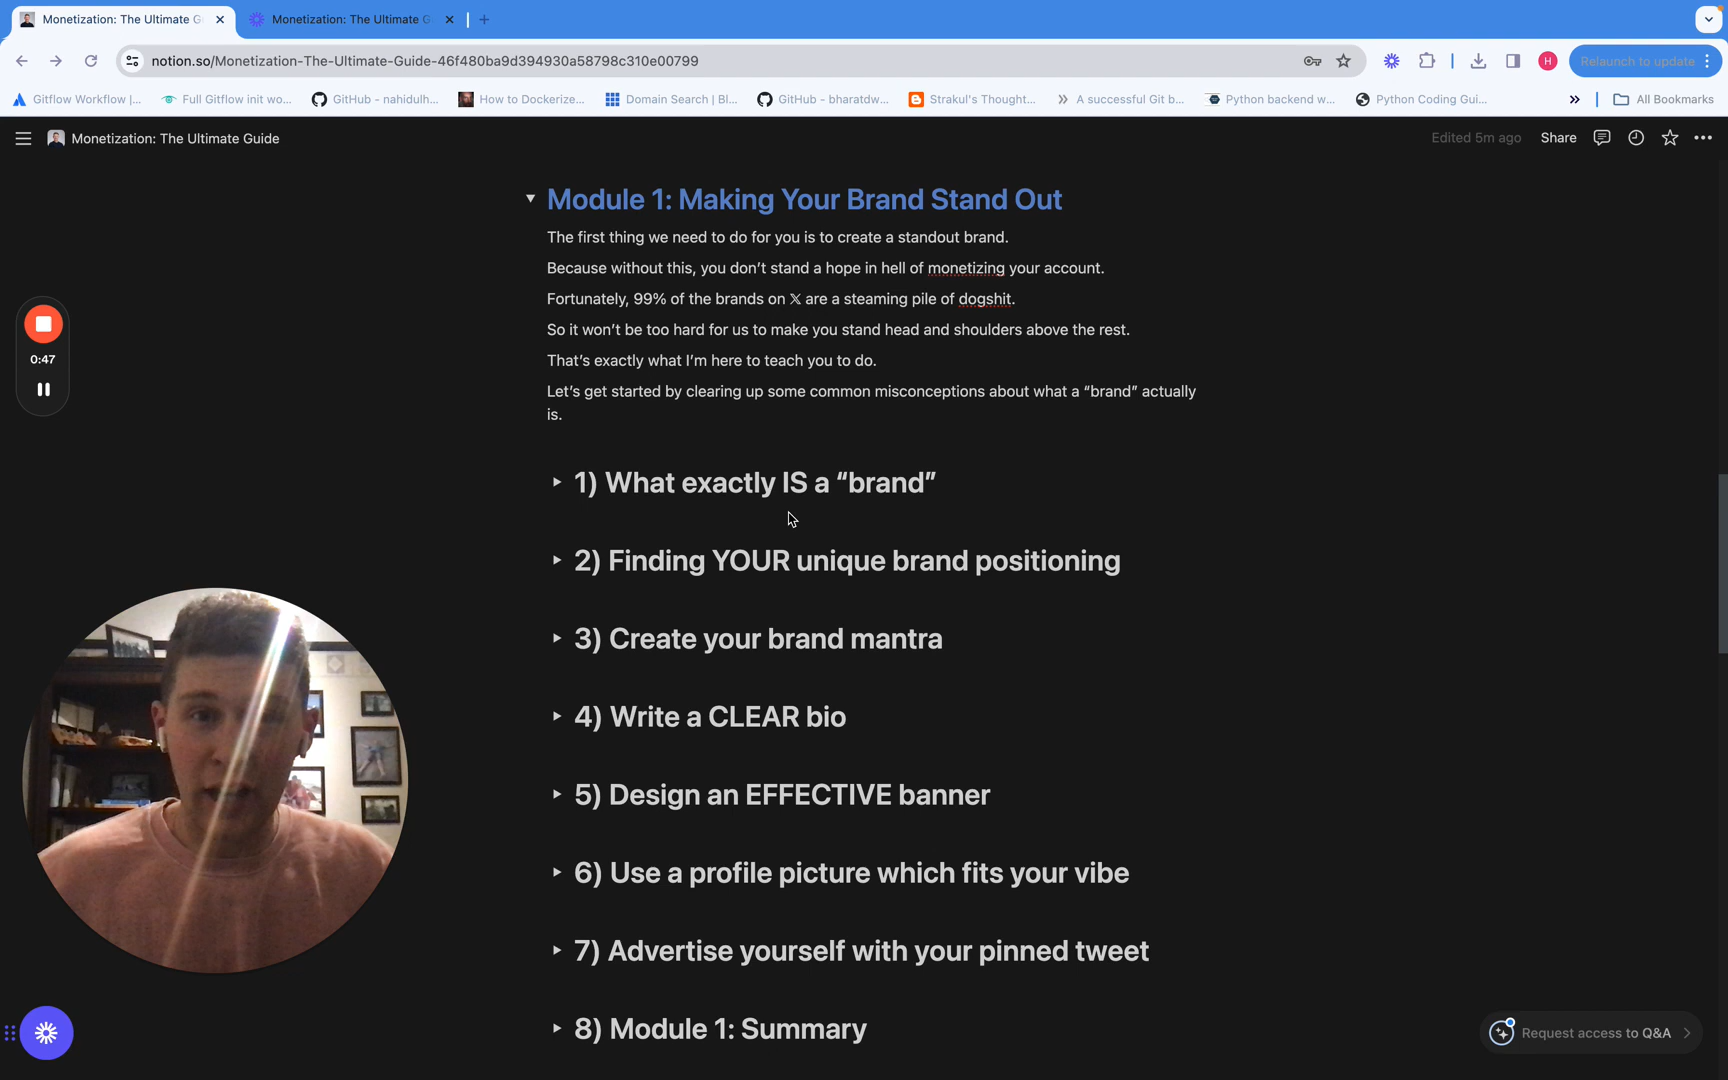 Monetization: The Ultimate G
Monetization: The Ultimate G
notion.so/Monetization-The-Ultimate-Guide-46f480ba9d394930a58798c310e00799
H
Relaunch to update
Gitflow Workflow |...
Full Gitflow init wo...
GitHub - nahidulh...
How to Dockerize...
Domain Search | Bl...
GitHub - bharatdw...
Strakul's Thought...
A successful Git b...
Python backend w...
Python Coding Gui...
All Bookmarks
Monetization: The Ultimate Guide
Edited 5m ago
Share
Module 1: Making Your Brand Stand Out
The first thing we need to do for you is to create a standout brand.
Because without this, you don’t stand a hope in hell of monetizing your account.
Fortunately, 99% of the brands on 𝕏 are a steaming pile of dogshit.
So it won’t be too hard for us to make you stand head and shoulders above the rest.
That’s exactly what I’m here to teach you to do.
Let’s get started by clearing up some common misconceptions about what a “brand” actually
is.
0:47
1) What exactly IS a “brand”
2) Finding YOUR unique brand positioning
3) Create your brand mantra
4) Write a CLEAR bio
5) Design an EFFECTIVE banner
6) Use a profile picture which fits your vibe
7) Advertise yourself with your pinned tweet
8) Module 1: Summary
Request access to Q&A